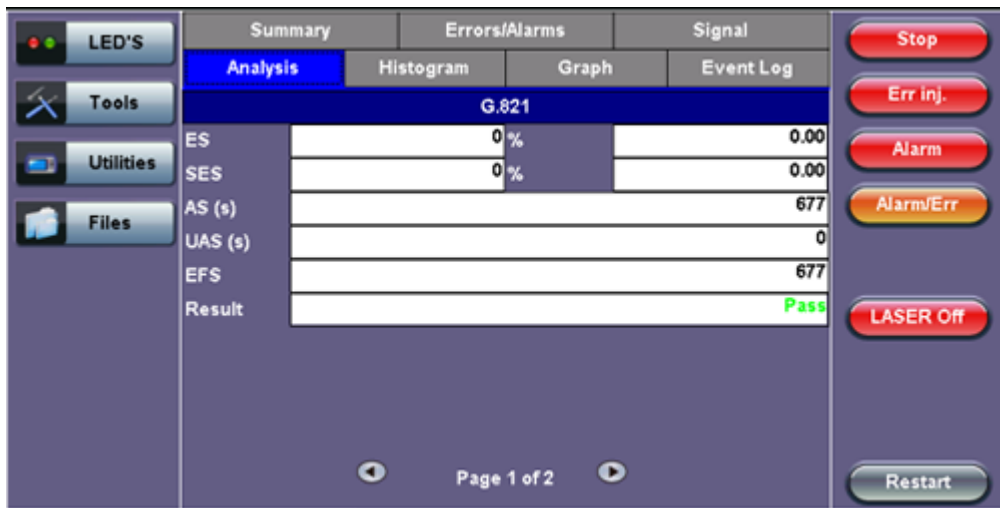 LED'S
Tools
Utilities
Files
Summary
Errors/Alarms
Signal
Analysis
Histogram
Graph
Event Log
G.821
ES 0 % 0.00
SES 0 % 0.00
AS (s) 677
UAS (s) 0
EFS 677
Result Pass
Page 1 of 2
Stop
Err inj.
Alarm
Alarm/Err
LASER Off
Restart